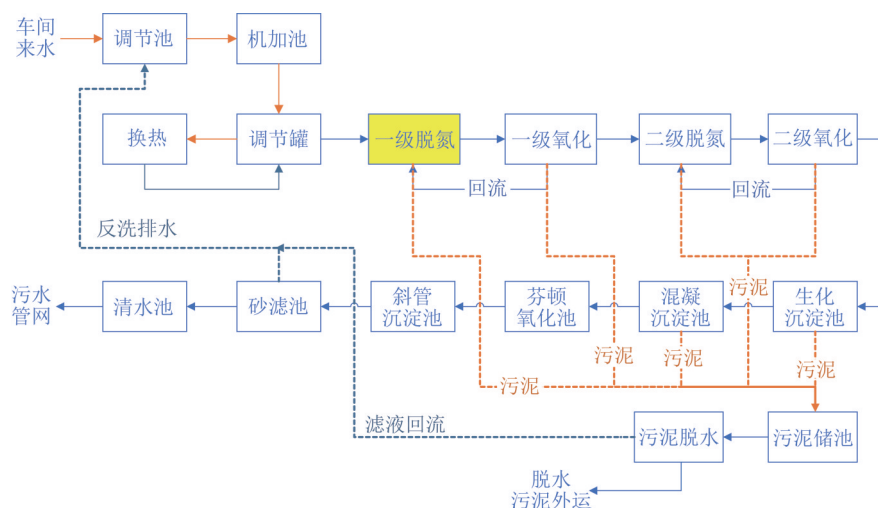 车间
来水
调节池
机加池
换热
调节罐
一级脱氮
一级氧化
二级脱氮
二级氧化
回流
回流
反洗排水
污水
管网
清水池
砂滤池
斜管
沉淀池
芬顿
氧化池
混凝
沉淀池
污泥
生化
沉淀池
污泥
污泥
污泥
污泥
滤液回流
污泥脱水
污泥储池
脱水
污泥外运